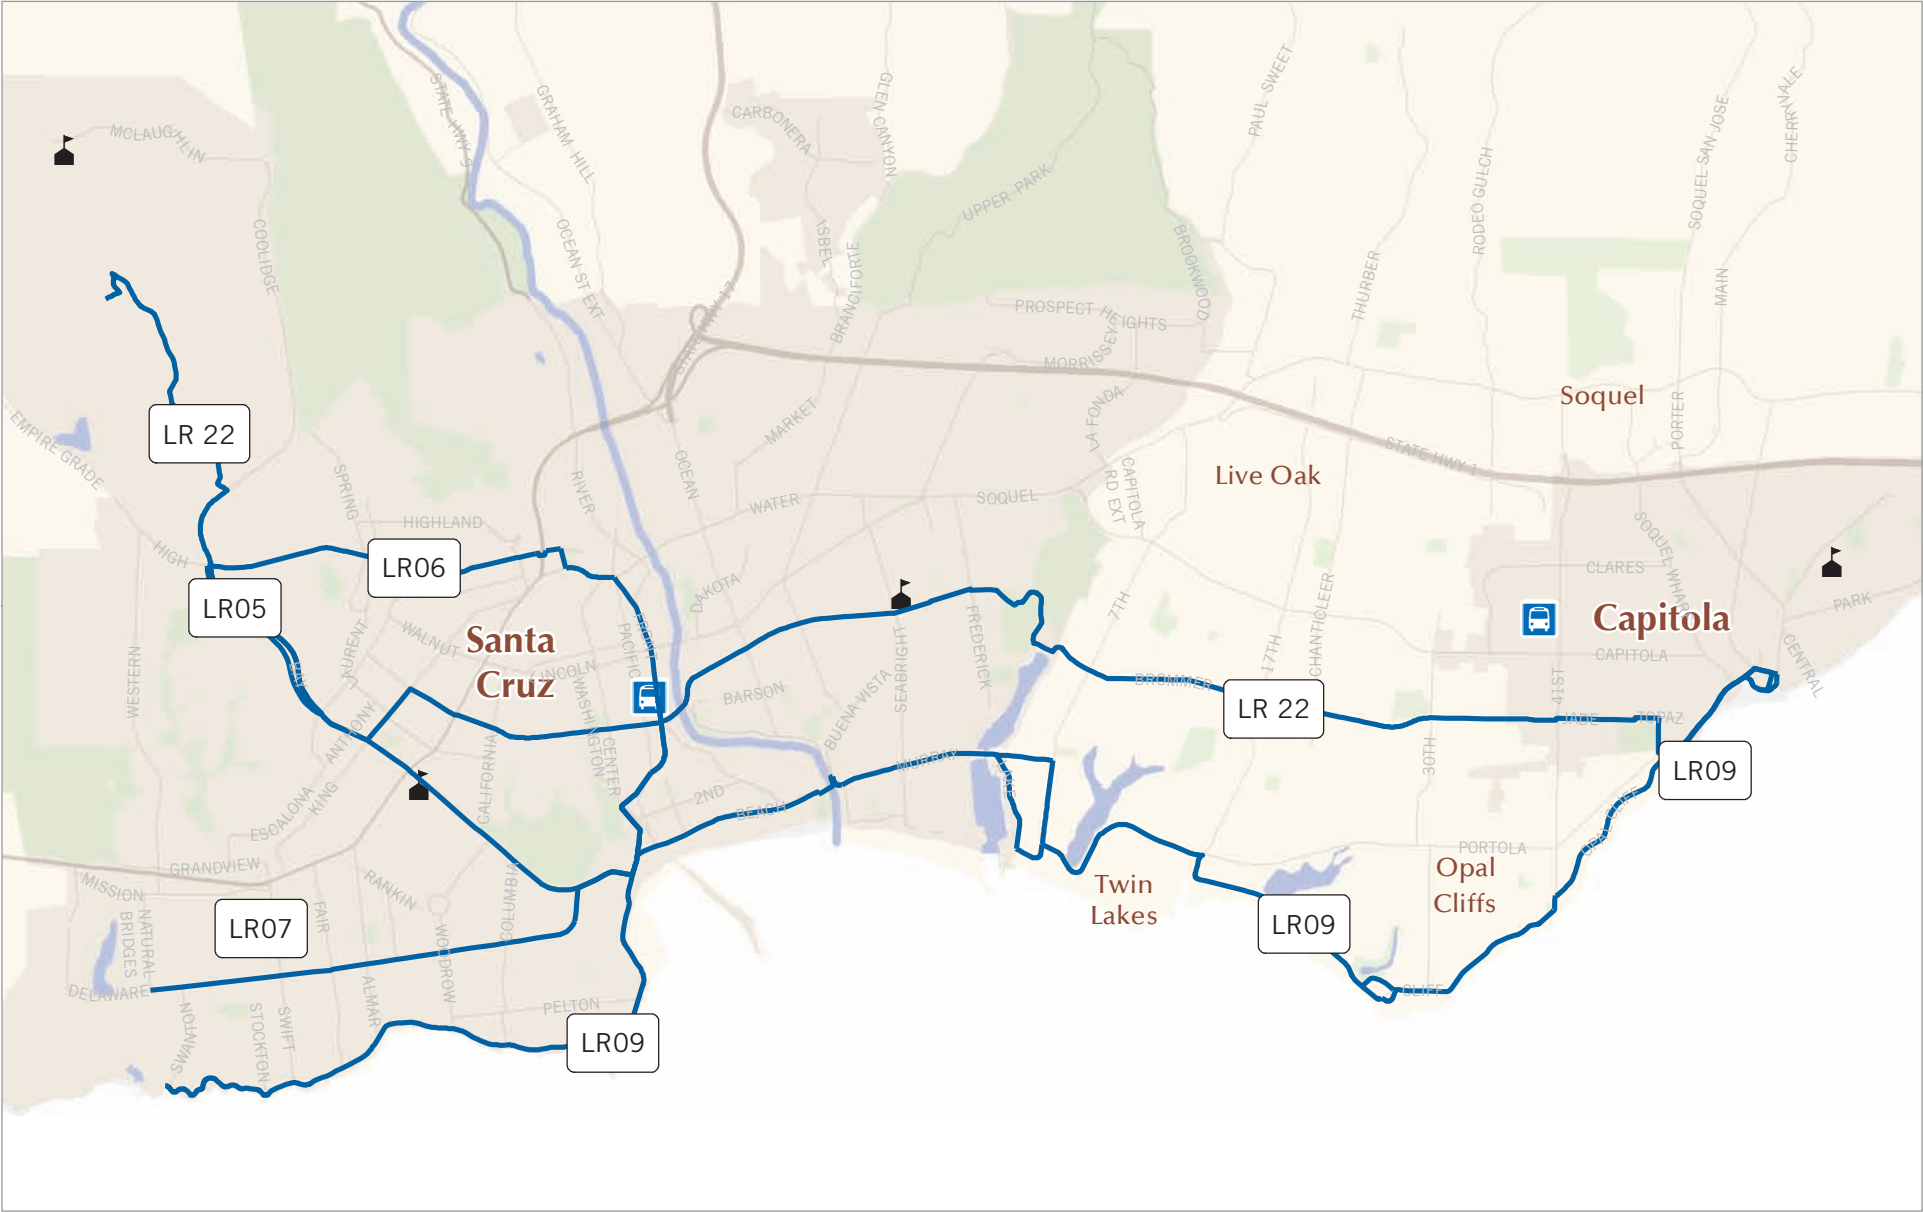 STATE HWY 9
GRAHAM HILL
GLEN CANYON
PAUL SWEET
CARBONERA
MCLAUGHLIN
UPPER PARK
RODEO GULCH
SOQUEL SAN JOSE
CHERRYVALE
COOLIDGE
OCEAN ST EXT
ISBEL
BRANCIFORTE
BROOKWOOD
THURBER
MAIN
STATE HWY 17
PROSPECT HEIGHTS
MORRISSEY
Soquel
EMPIRE GRADE
LR 22
MARKET
LA FONDA
PORTER
STATE HWY 1
Live Oak
SPRING
RIVER
OCEAN
WATER
SOQUEL
CAPITOLA
RD EXT
HIGHLAND
SOQUEL WHARF
HIGH
LR06
CLARES
LR05
DAKOTA
7TH
CHANTICLEER
PARK
Capitola
WALNUT
Santa
Cruz
LAURENT
FRONT
PACIFIC
LINCOLN
FREDERICK
17TH
CAPITOLA
CENTRAL
WESTERN
BAY
WASHINGTON
BARSON
SEABRIGHT
BUENA VISTA
BROMMER
LR 22
41ST
JADE
TOPAZ
ANTHONY
CALIFORNIA
CENTER
MURRAY
LAKE
30TH
LR09
ESCALONA
KING
2ND
BEACH
OPAL CLIFF
PORTOLA
Opal
Cliffs
GRANDVIEW
MISSION
RANKIN
COLUMBIA
Twin
Lakes
NATURAL
BRIDGES
LR07
FAIR
WOODROW
LR09
DELAWARE
ALMAR
CLIFF
SWANTON
STOCKTON
SWIFT
PELTON
LR09